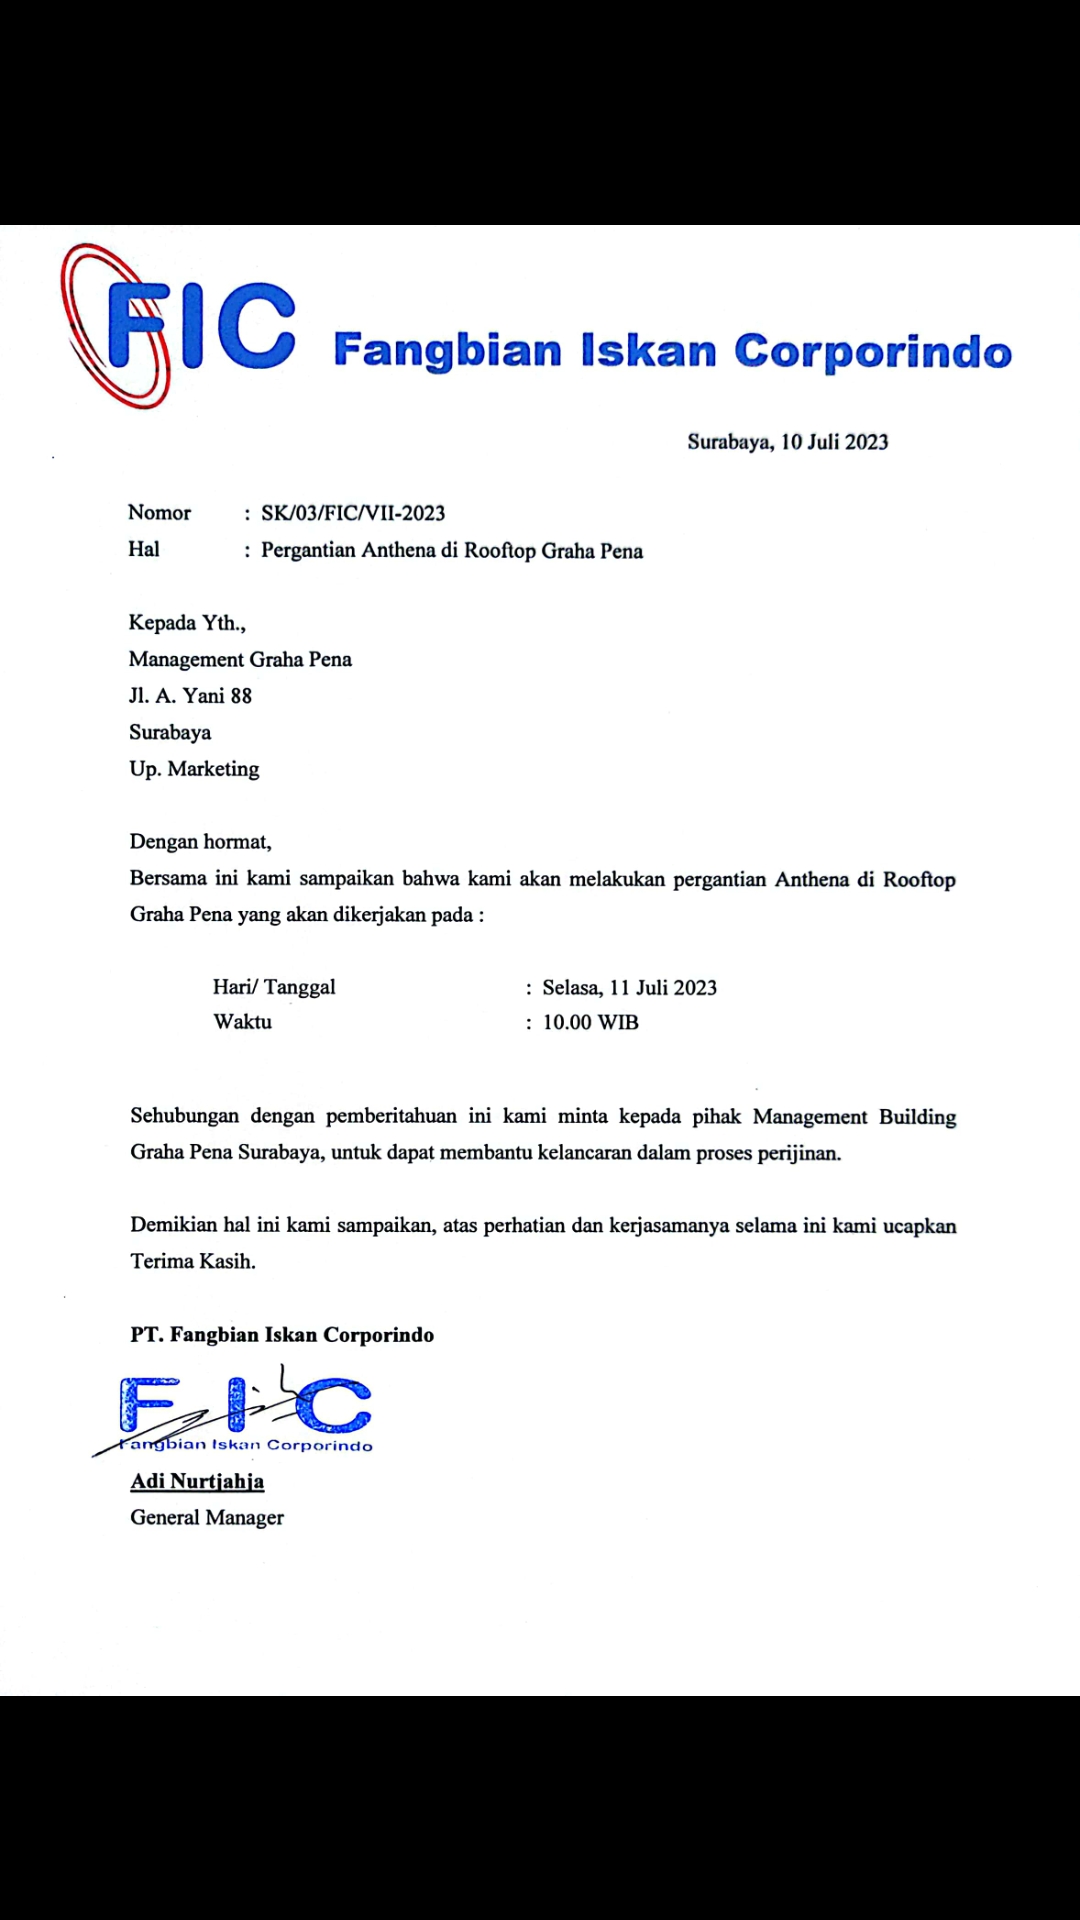 FIC Fangbian Iskan Corporindo
Surabaya, 10 Juli 2023
Nomor : SK/03/FIC/VII-2023
Hal : Pergantian Anthena di Rooftop Graha Pena
Kepada Yth.,
Management Graha Pena
Jl. A. Yani 88
Surabaya
Up. Marketing
Dengan hormat,
Bersama ini kami sampaikan bahwa kami akan melakukan pergantian Anthena di Rooftop
Graha Pena yang akan dikerjakan pada :
Hari/ Tanggal : Selasa, 11 Juli 2023
Waktu : 10.00 WIB
Sehubungan dengan pemberitahuan ini kami minta kepada pihak Management Building
Graha Pena Surabaya, untuk dapat membantu kelancaran dalam proses perijinan.
Demikian hal ini kami sampaikan, atas perhatian dan kerjasamanya selama ini kami ucapkan
Terima Kasih.
PT. Fangbian Iskan Corporindo
FIC
Fangbian Iskan Corporindo
Adi Nurtjahja
General Manager